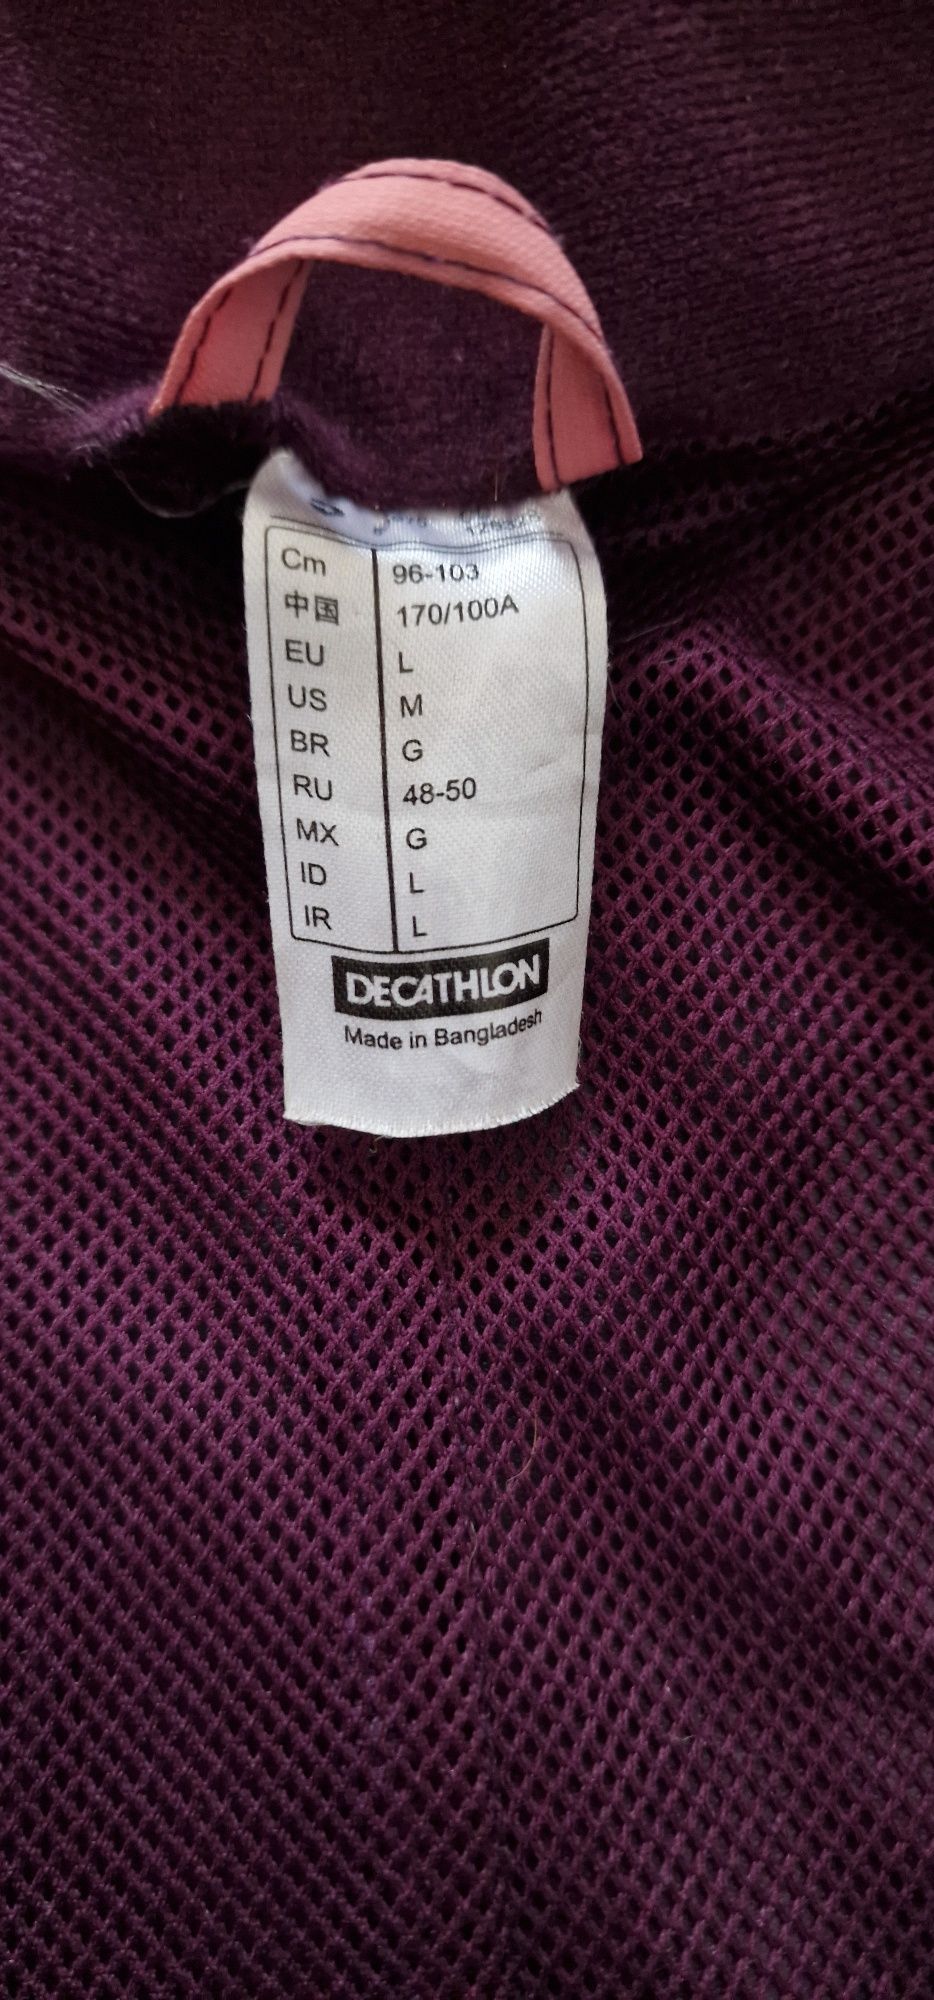 Cm 96-103
中国 170/100A
EU L
US M
BR G
RU 48-50
MX G
ID L
IR L
DECATHLON
Made in Bangladesh